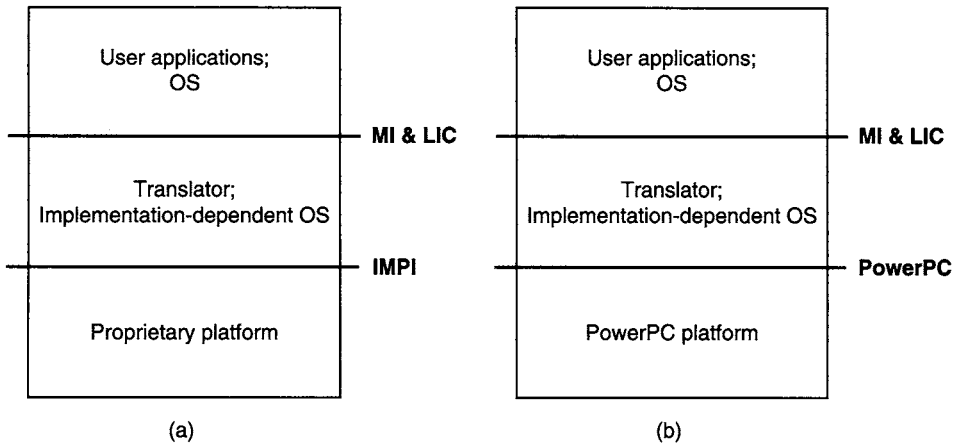 User applications;
OS
MI & LIC
Translator;
Implementation-dependent OS
IMPI
Proprietary platform
(a)
User applications;
OS
MI & LIC
Translator;
Implementation-dependent OS
PowerPC
PowerPC platform
(b)